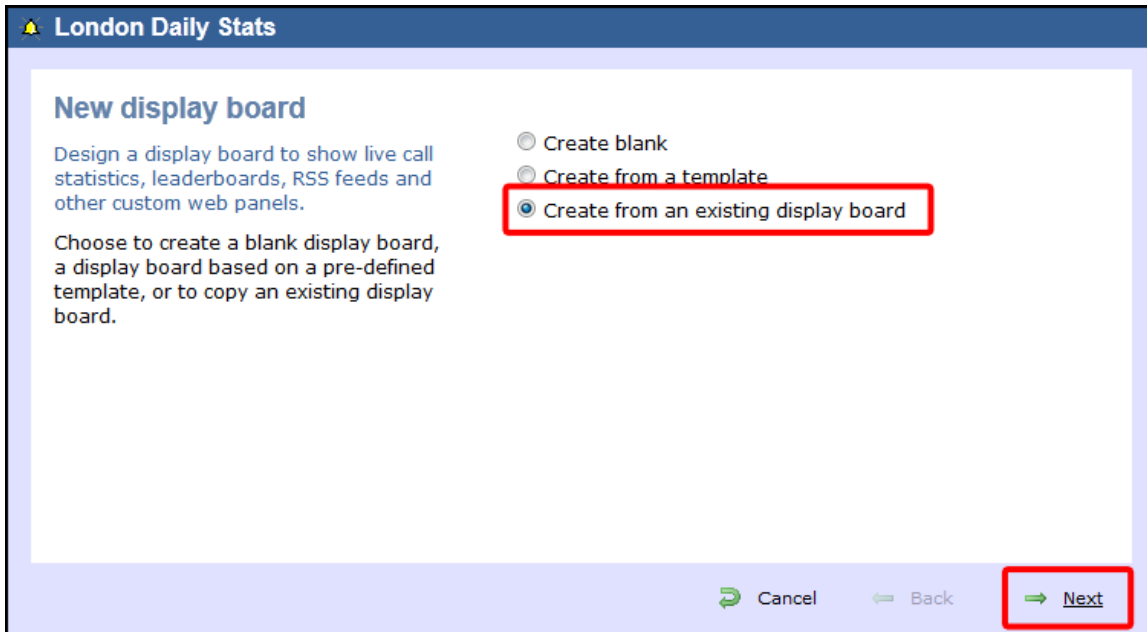 London Daily Stats
New display board
Design a display board to show live call
statistics, leaderboards, RSS feeds and
other custom web panels.
Choose to create a blank display board,
a display board based on a pre-defined
template, or to copy an existing display
board.
Create blank
Create from a template
Create from an existing display board
Cancel
Back
Next